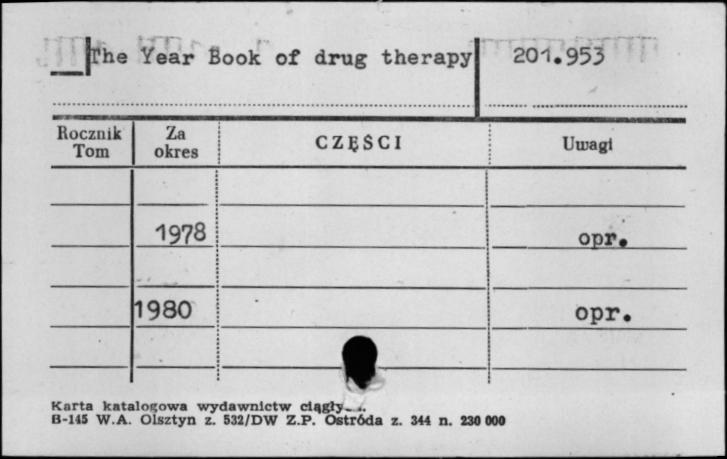 The Year Book of drug therapy 201.953
Rocznik Tom Za okres CZĘŚCI Uwagi
1978 opr.
1980 opr.
Karta katalogowa wydawnictw
B-145 W.A. Olsztyn z. 532/DW Z.P. Ostróda z. 344 n. 230 000